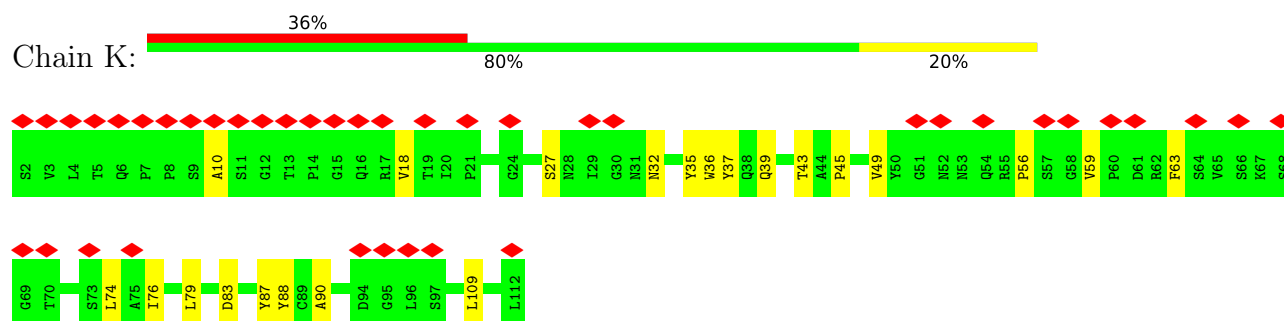 36%
Chain K:
80% 20%
S2 V3 L4 T5 Q6 P7 P8 S9 A10 S11 G12 T13 P14 G15 Q16 R17 V18 T19 I20 P21 G24 S27 N28 I29 G30 N31 N32 Y35 W36 Y37 Q38 Q39 T43 A44 P45 V49 Y50 G51 N52 N53 Q54 R55 P56 S57 G58 V59 P60 D61 R62 F63 S64 V65 S66 K67 S68
G69 T70 S73 L74 A75 I76 L79 D83 Y87 Y88 C89 A90 D94 G95 L96 S97 L109 L112